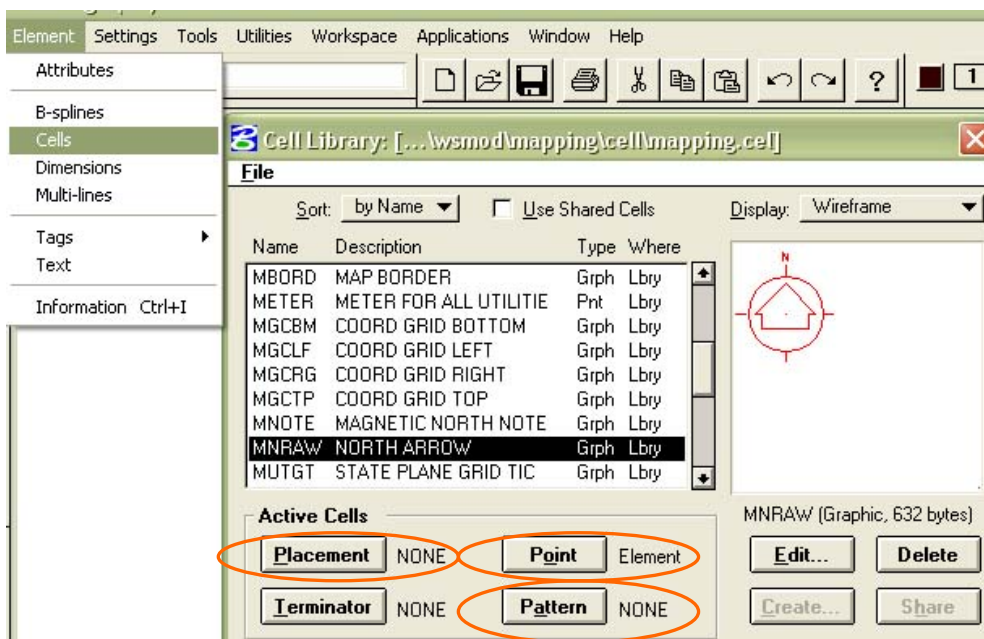 Element Settings Tools Utilities Workspace Applications Window Help
Attributes
B-splines
Cells
Dimensions
Multi-lines
Tags
Text
Information Ctrl+I
? 1
Cell Library: [...\wsmod\mapping\cell\mapping.cel]
File
Sort: by Name Use Shared Cells Display: Wireframe
Name Description Type Where
MBORD MAP BORDER Grph Lbry
METER METER FOR ALL UTILITIE Pnt Lbry
MGCBM COORD GRID BOTTOM Grph Lbry
MGCLF COORD GRID LEFT Grph Lbry
MGCRG COORD GRID RIGHT Grph Lbry
MGCTP COORD GRID TOP Grph Lbry
MNOTE MAGNETIC NORTH NOTE Grph Lbry
MNRAW NORTH ARROW Grph Lbry
MUTGT STATE PLANE GRID TIC Grph Lbry
N
MNRAW (Graphic, 632 bytes)
Active Cells
Placement NONE Point Element
Terminator NONE Pattern NONE
Edit... Delete
Create... Share